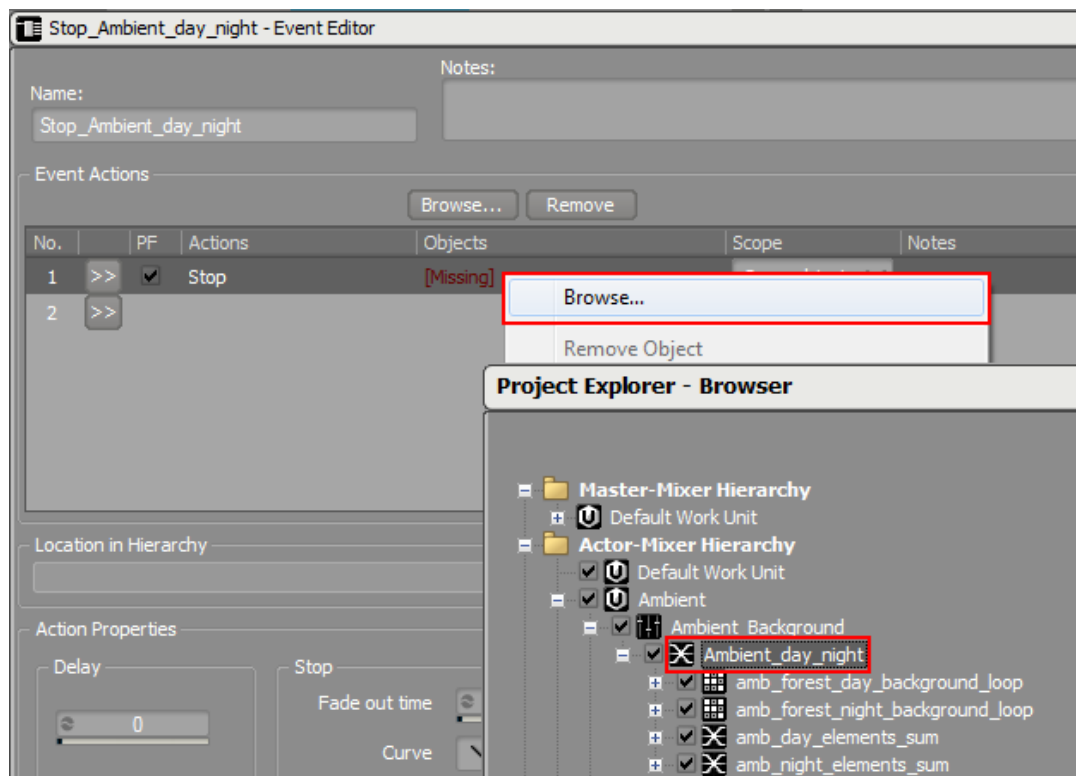 Stop_Ambient_day_night - Event Editor
Notes:
Name:
Stop_Ambient_day_night
Event Actions
Browse... Remove
No. PF Actions Objects Scope Notes
1 >> Stop [Missing]
Browse...
2 >>
Remove Object
Project Explorer - Browser
Master-Mixer Hierarchy
Default Work Unit
Location in Hierarchy
Actor-Mixer Hierarchy
Default Work Unit
Ambient
Action Properties
Ambient_Background
Delay Stop
Ambient_day_night
amb_forest_day_background_loop
Fade out time
amb_forest_night_background_loop
0
amb_day_elements_sum
Curve
amb_night_elements_sum